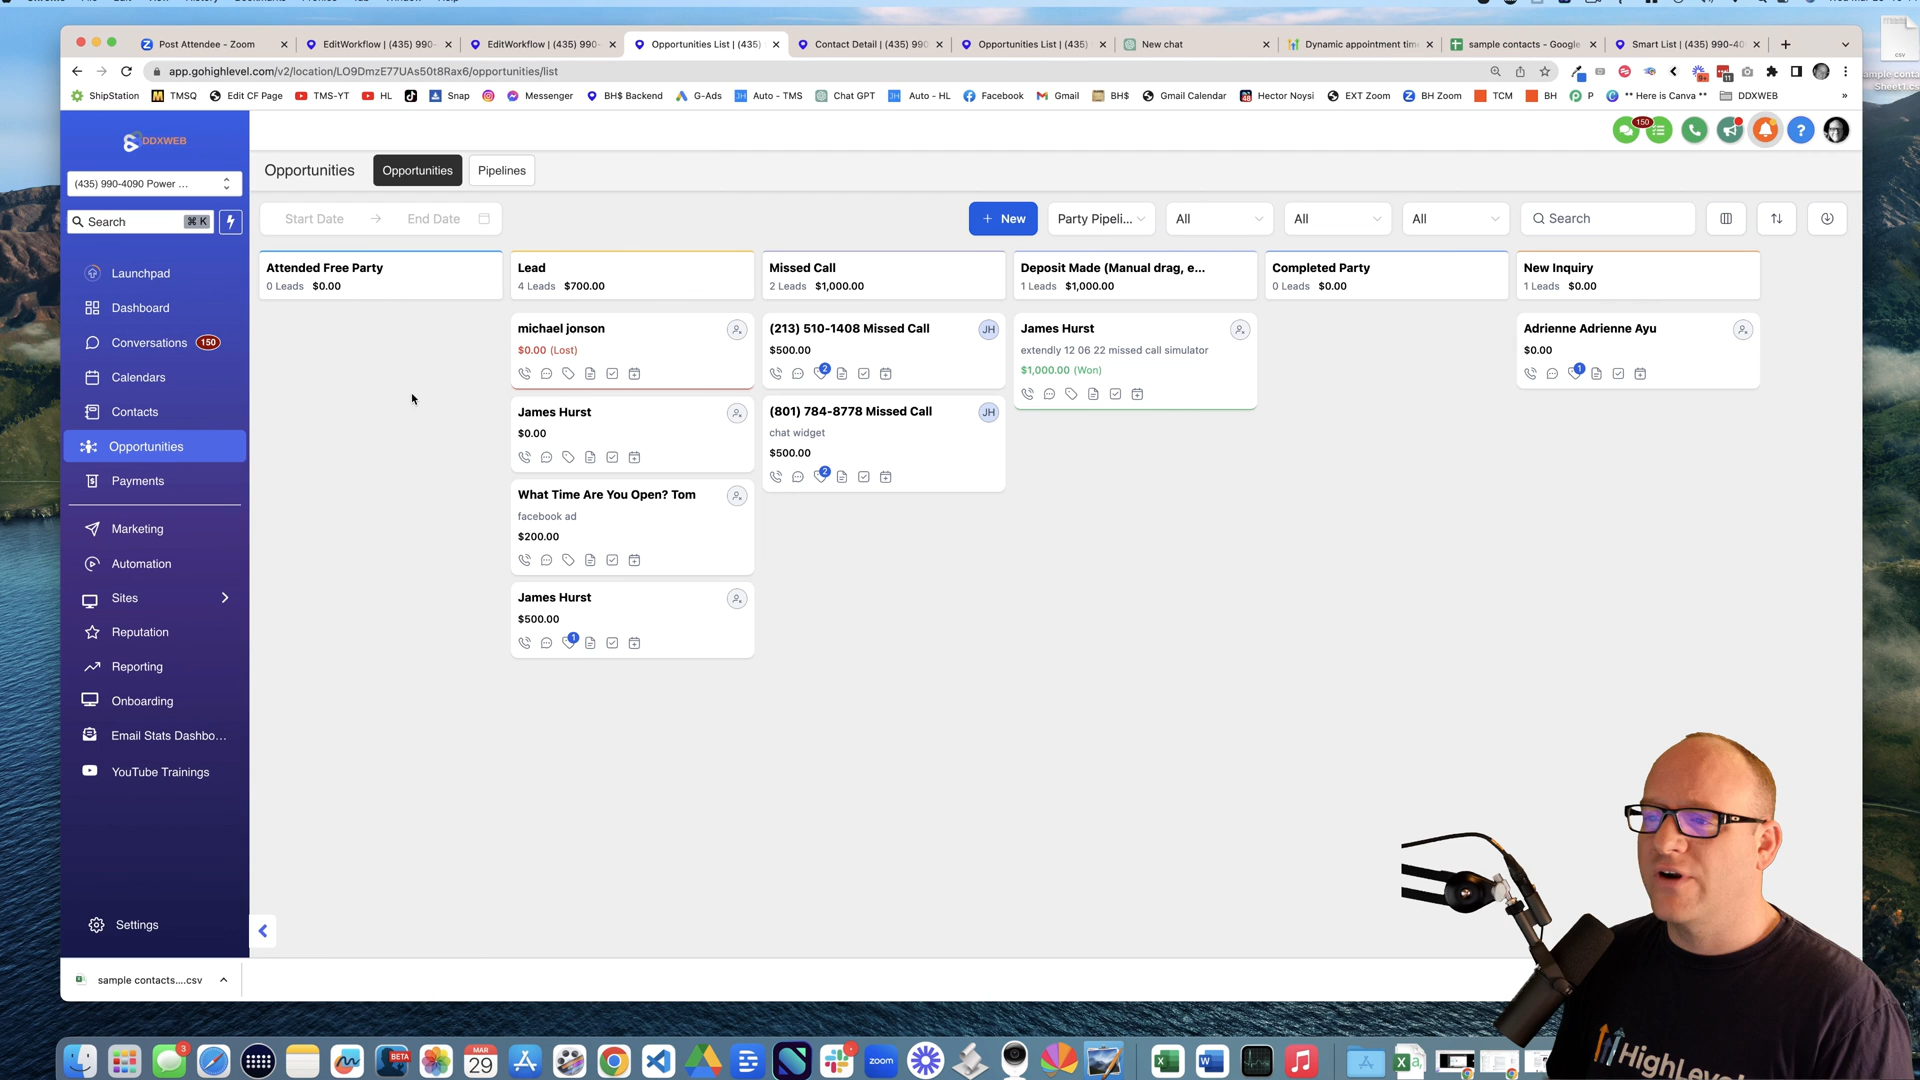 Post Attendee - Zoom
EditWorkflow | (435) 990-
EditWorkflow | (435) 990-
Opportunities List | (435)
Contact Detail | (435) 990
Opportunities List | (435)
New chat
Dynamic appointment tim
sample contacts - Google
Smart List | (435) 990-40
app.gohighlevel.com/v2/location/LO9DmzE77UAs50t8Rax6/opportunities/list
ShipStation
TMSQ
Edit CF Page
TMS-YT
HL
Snap
Messenger
BH$ Backend
G-Ads
Auto - TMS
Chat GPT
Auto - HL
Facebook
Gmail
BH$
Gmail Calendar
Hector Noysi
EXT Zoom
BH Zoom
TCM
BH
P
** Here is Canva **
DDXWEB
»
DDXWEB
150
(435) 990-4090 Power ...
Search ⌘ K
Launchpad
Dashboard
Conversations 150
Calendars
Contacts
Opportunities
Payments
Marketing
Automation
Sites
Reputation
Reporting
Onboarding
Email Stats Dashbo...
YouTube Trainings
Settings
Opportunities
Opportunities
Pipelines
Start Date
End Date
+ New
Party Pipeli...
All
All
All
Search
Attended Free Party
0 Leads $0.00
Lead
4 Leads $700.00
michael jonson
$0.00 (Lost)
James Hurst
$0.00
What Time Are You Open? Tom
facebook ad
$200.00
James Hurst
$500.00
1
Missed Call
2 Leads $1,000.00
(213) 510-1408 Missed Call
JH
$500.00
2
(801) 784-8778 Missed Call
JH
chat widget
$500.00
2
Deposit Made (Manual drag, e...
1 Leads $1,000.00
James Hurst
extendly 12 06 22 missed call simulator
$1,000.00 (Won)
Completed Party
0 Leads $0.00
New Inquiry
1 Leads $0.00
Adrienne Adrienne Ayu
$0.00
1
sample contacts....csv
3
BETA
MAR
29
zoom
HighLeve